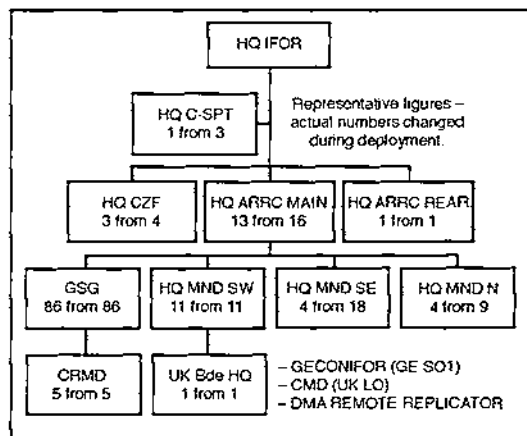 HQ IFOR
HQ C-SPT
1 from 3
Representative figures –
actual numbers changed
during deployment.
HQ CZF
3 from 4
HQ ARRC MAIN
13 from 16
HQ ARRC REAR
1 from 1
GSG
86 from 86
HQ MND SW
11 from 11
HQ MND SE
4 from 18
HQ MND N
4 from 9
CRMD
5 from 5
UK Bde HQ
1 from 1
– GECONIFOR (GE SO1)
– CMD (UK LO)
– DMA REMOTE REPLICATOR